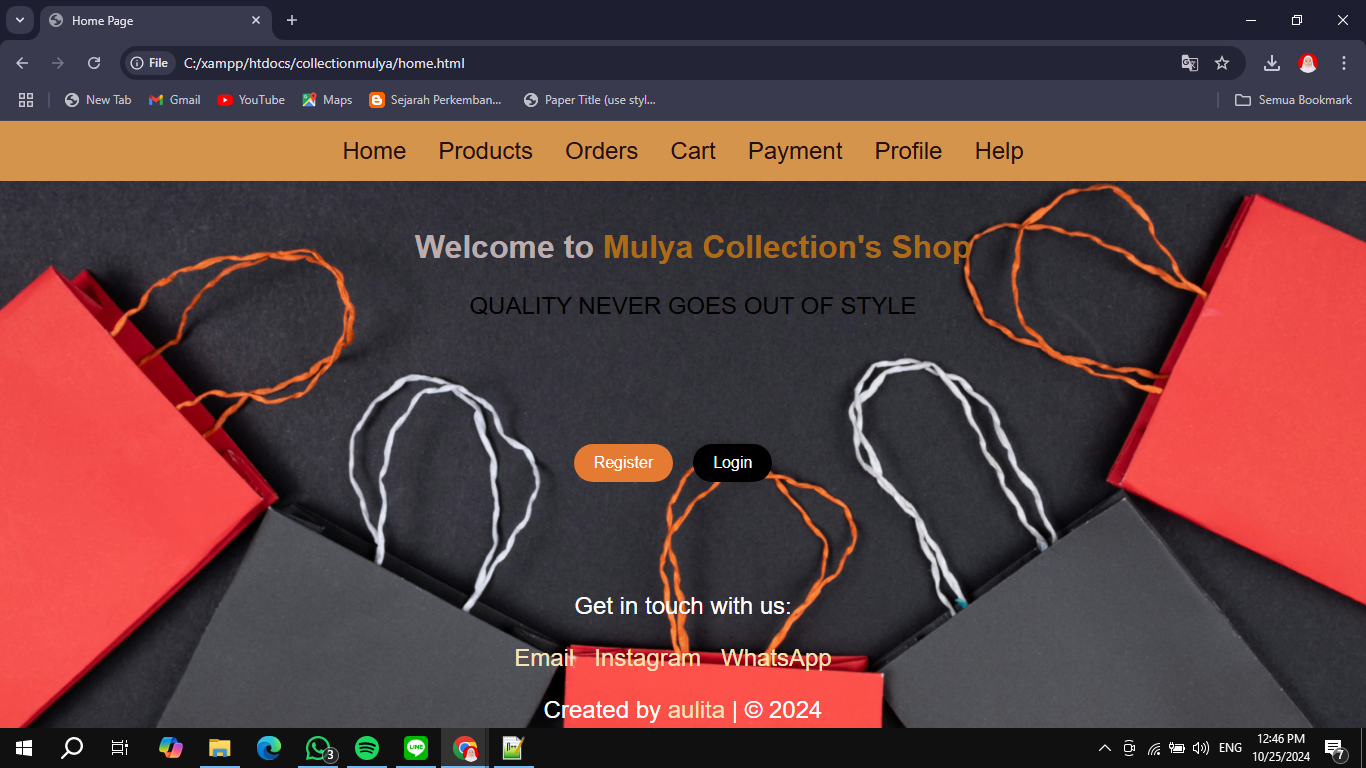 Home Page
File C:/xampp/htdocs/collectionmulya/home.html
New Tab Gmail YouTube Maps Sejarah Perkemban... Paper Title (use styl... Semua Bookmark
Home Products Orders Cart Payment Profile Help
Welcome to Mulya Collection's Shop
QUALITY NEVER GOES OUT OF STYLE
Register Login
Get in touch with us:
Email Instagram WhatsApp
Created by aulita | © 2024
3 LINE ENG 12:46 PM
10/25/2024 7